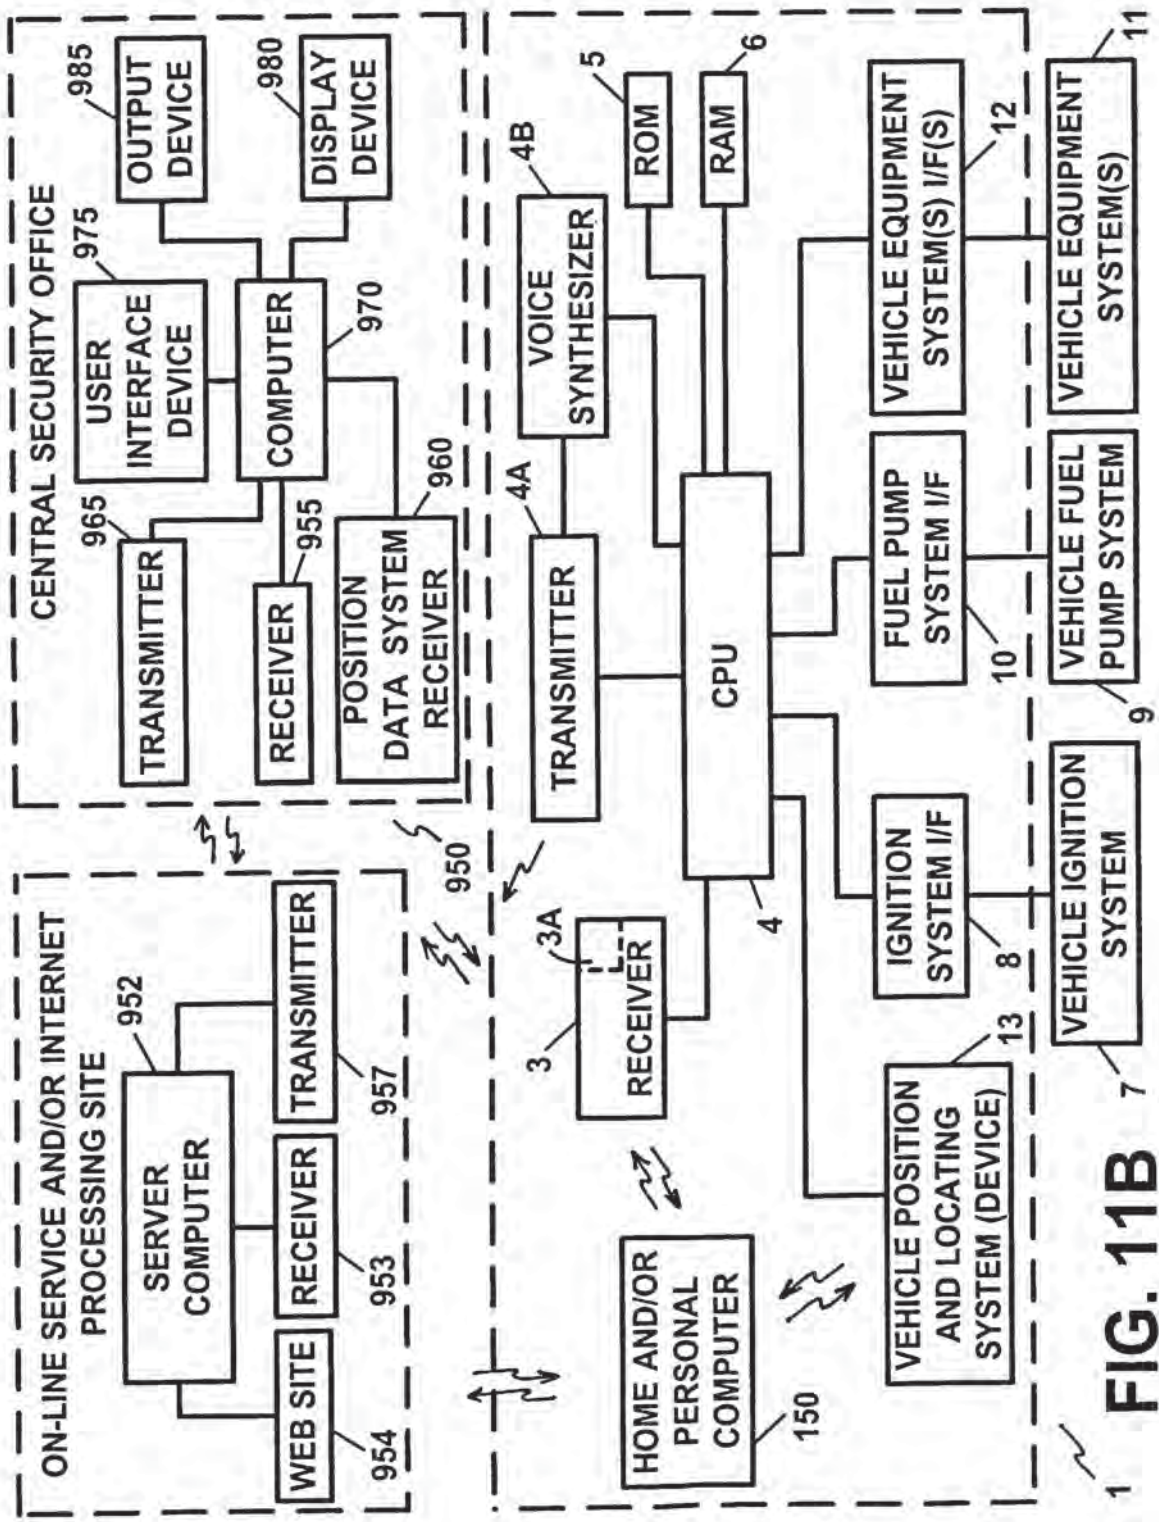 ON-LINE SERVICE AND/OR INTERNET
PROCESSING SITE
952
SERVER
COMPUTER
WEB SITE
954
RECEIVER
953
TRANSMITTER
957
CENTRAL SECURITY OFFICE
TRANSMITTER
965
USER
INTERFACE
DEVICE
975
OUTPUT
DEVICE
985
RECEIVER
955
COMPUTER
970
DISPLAY
DEVICE
980
POSITION
DATA SYSTEM
RECEIVER
960
950
3
3A
RECEIVER
TRANSMITTER
4A
VOICE
SYNTHESIZER
4B
ROM
5
RAM
6
HOME AND/OR
PERSONAL
COMPUTER
150
CPU
4
VEHICLE POSITION
AND LOCATING
SYSTEM (DEVICE)
13
IGNITION
SYSTEM I/F
8
FUEL PUMP
SYSTEM I/F
10
VEHICLE EQUIPMENT
SYSTEM(S) I/F(S)
12
VEHICLE IGNITION
SYSTEM
7
VEHICLE FUEL
PUMP SYSTEM
9
VEHICLE EQUIPMENT
SYSTEM(S)
11
1
FIG. 11B